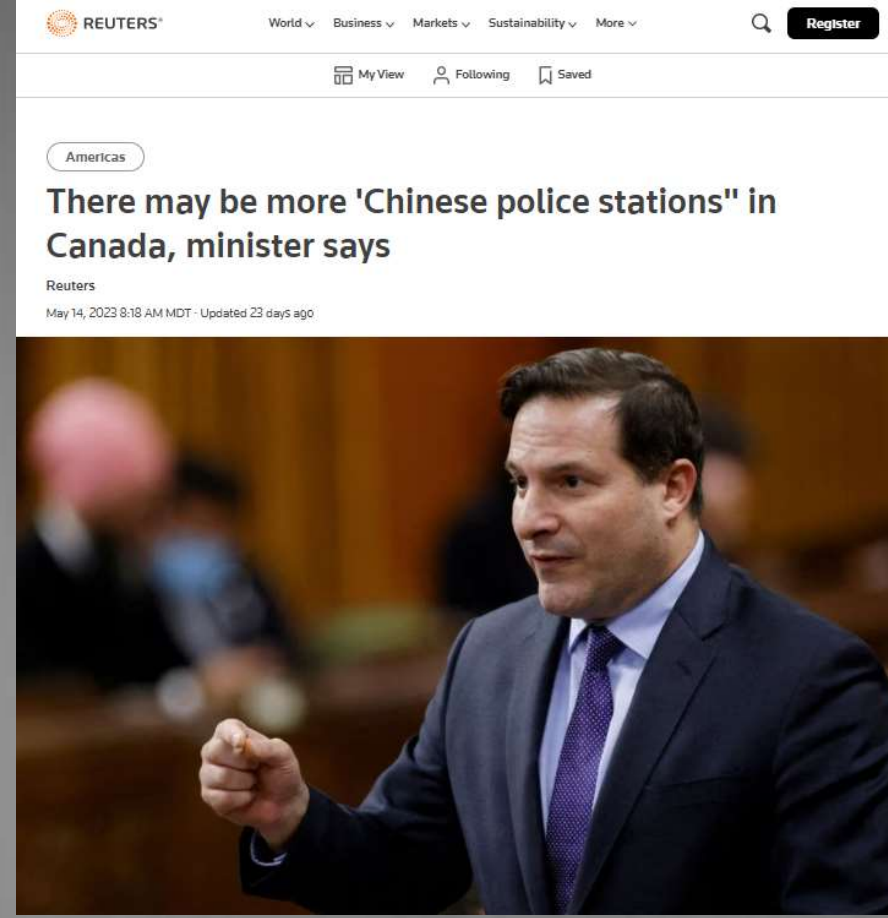 REUTERS®
World Business Markets Sustainability More Register
My View Following Saved
Americas
There may be more 'Chinese police stations" in
Canada, minister says
Reuters
May 14, 2023 8:18 AM MDT · Updated 23 days ago